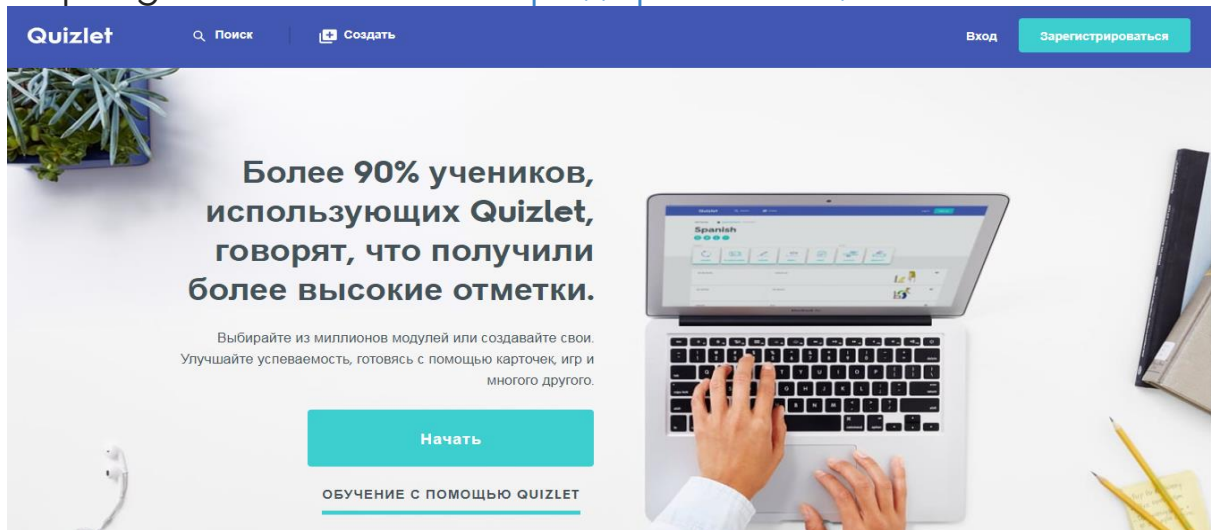 Quizlet Поиск Создать Вход Зарегистрироваться
Более 90% учеников,
использующих Quizlet,
говорят, что получили
более высокие отметки.
Выбирайте из миллионов модулей или создавайте свои.
Улучшайте успеваемость, готовясь с помощью карточек, игр и
многого другого.
Начать
ОБУЧЕНИЕ С ПОМОЩЬЮ QUIZLET
Spanish